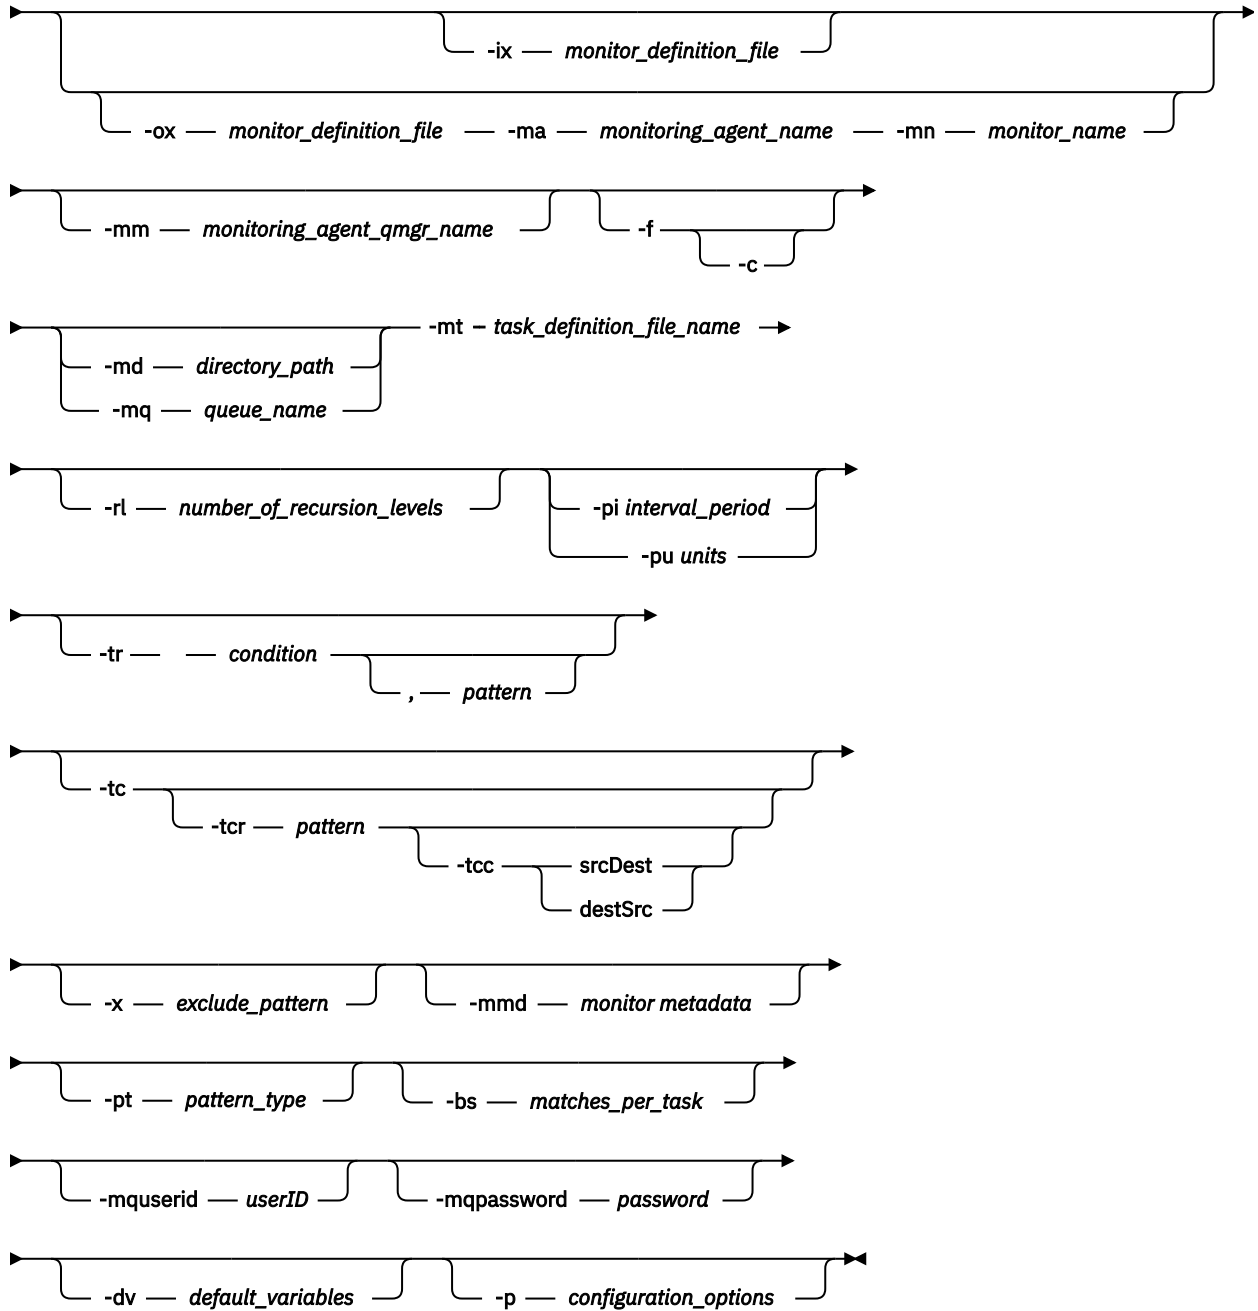 -ix monitor_definition_file
-ox monitor_definition_file -ma monitoring_agent_name -mn monitor_name
-mm monitoring_agent_qmgr_name -f
-c
-mt task_definition_file_name
-md directory_path
-mq queue_name
-rl number_of_recursion_levels -pi interval_period
-pu units
-tr condition
, pattern
-tc
-tcr pattern
-tcc srcDest
destSrc
-x exclude_pattern -mmd monitor metadata
-pt pattern_type -bs matches_per_task
-mquserid userID -mqpassword password
-dv default_variables -p configuration_options